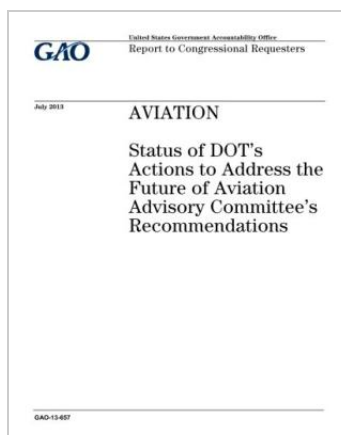 GAO
United States Government Accountability Office
Report to Congressional Requesters
July 2013
AVIATION
Status of DOT's
Actions to Address the
Future of Aviation
Advisory Committee's
Recommendations
GAO-13-657